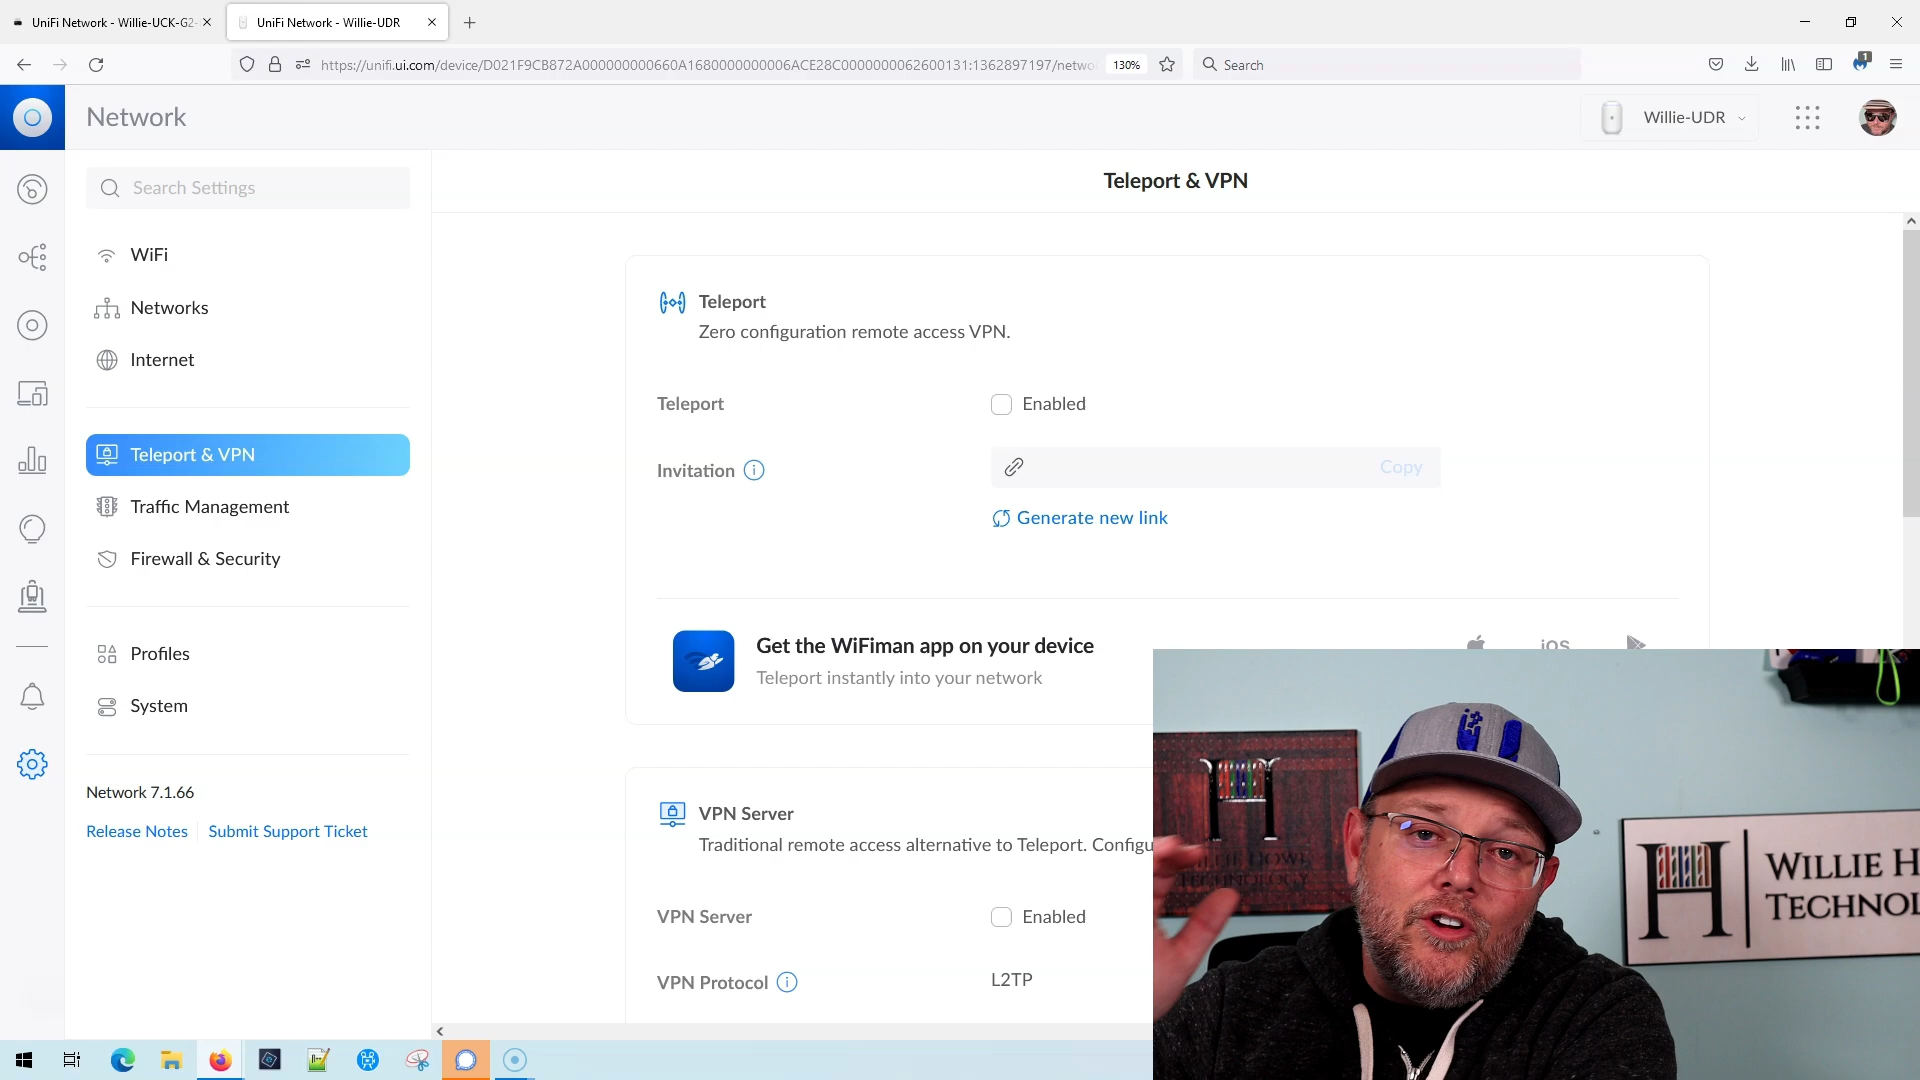 UniFi Network - Willie-UCK-G2-
UniFi Network - Willie-UDR
https://unifi.ui.com/device/D021F9CB872A000000000660A1680000000006ACE28C0000000062600131:1362897197/netwo
130%
Search
1
Network
Willie-UDR
Search Settings
Teleport & VPN
WiFi
Networks
Internet
Teleport & VPN
Traffic Management
Firewall & Security
Profiles
System
Network 7.1.66
Release Notes
Submit Support Ticket
Teleport
Zero configuration remote access VPN.
Teleport
Enabled
Invitation
Copy
Generate new link
Get the WiFiman app on your device
Teleport instantly into your network
iOS
VPN Server
Traditional remote access alternative to Teleport. Configu
VPN Server
Enabled
VPN Protocol
L2TP
WILLIE H
TECHNOL
TECHNOLOGY